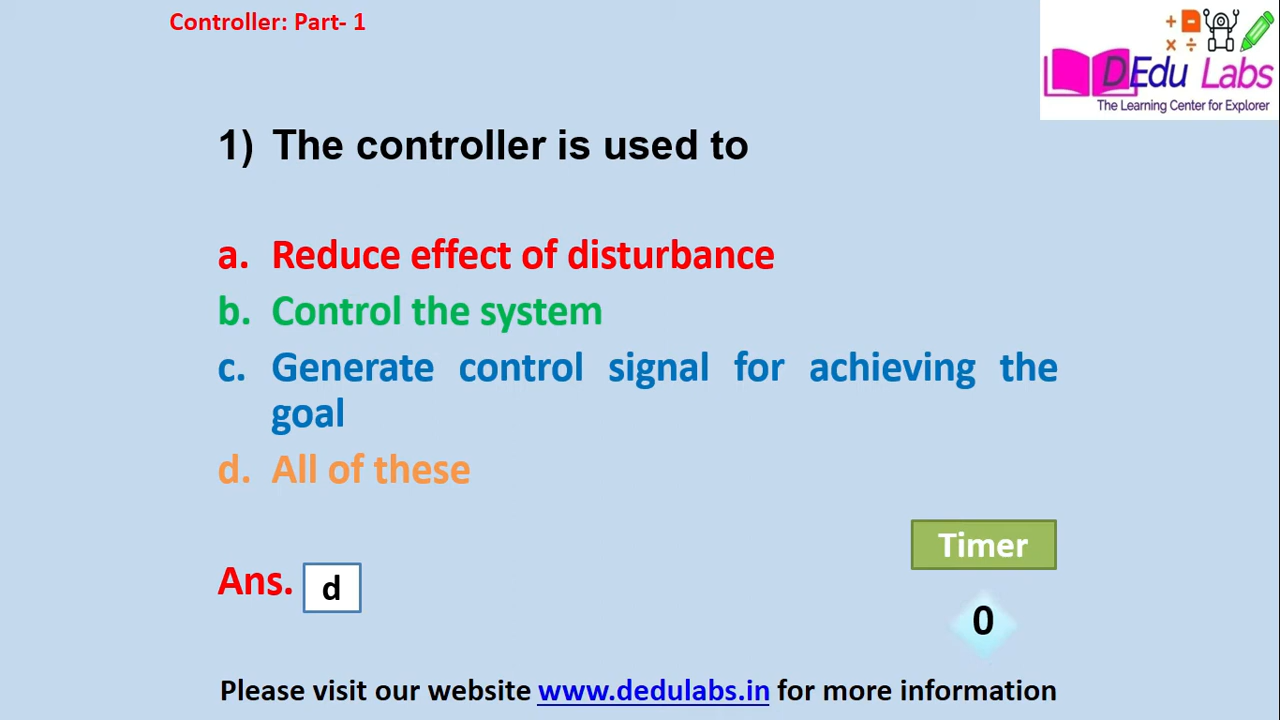 Controller: Part- 1
DEdu Labs
The Learning Center for Explorer
1) The controller is used to
a. Reduce effect of disturbance
b. Control the system
c. Generate control signal for achieving the
goal
d. All of these
Timer
Ans. d
0
Please visit our website www.dedulabs.in for more information